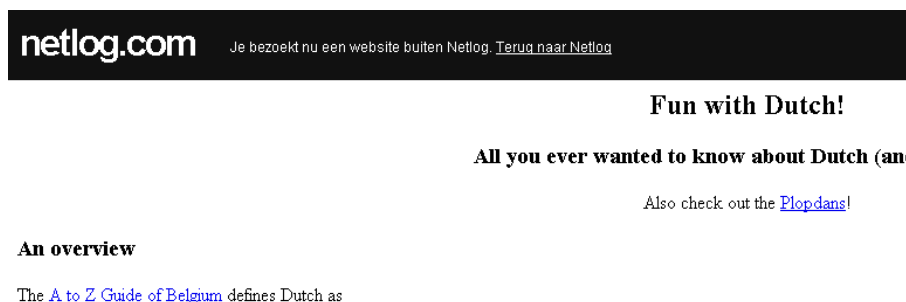 netlog.com Je bezoekt nu een website buiten Netlog. Terug naar Netlog
Fun with Dutch!
All you ever wanted to know about Dutch (an
Also check out the Plopdans!
An overview
The A to Z Guide of Belgium defines Dutch as